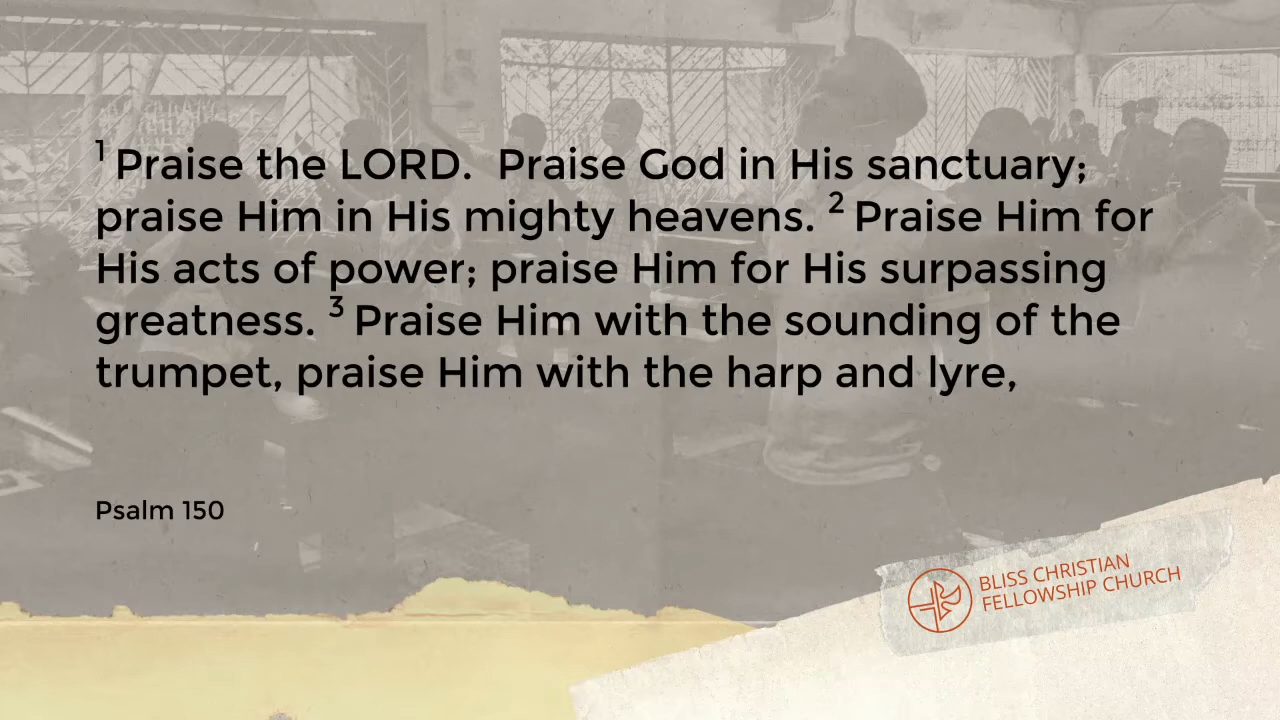 ¹ Praise the LORD.  Praise God in His sanctuary;
praise Him in His mighty heavens. ² Praise Him for
His acts of power; praise Him for His surpassing
greatness. ³ Praise Him with the sounding of the
trumpet, praise Him with the harp and lyre,
Psalm 150
BLISS CHRISTIAN
FELLOWSHIP CHURCH